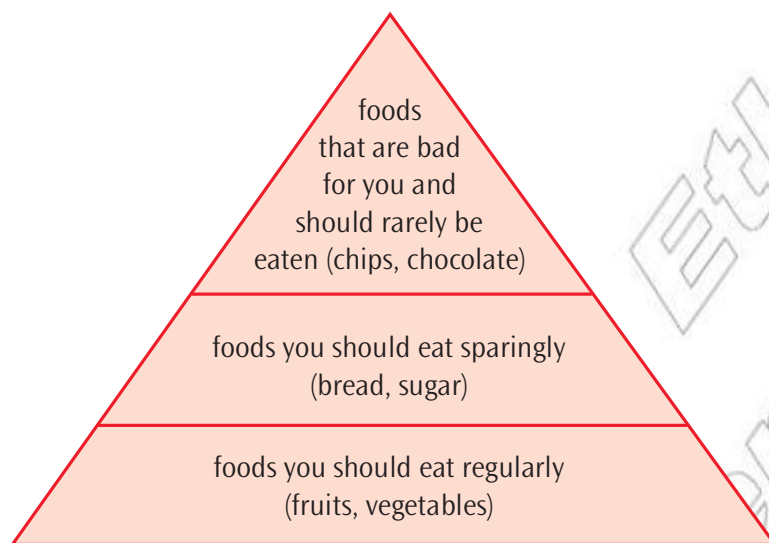 foods
that are bad
for you and
should rarely be
eaten (chips, chocolate)
foods you should eat sparingly
(bread, sugar)
foods you should eat regularly
(fruits, vegetables)